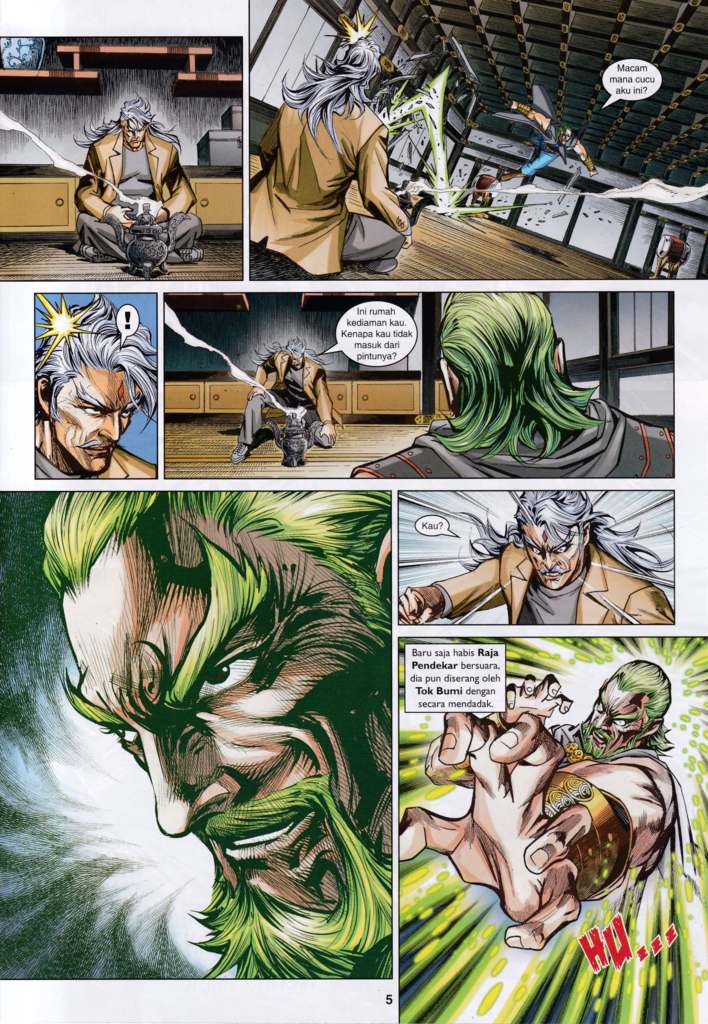 Macam
mana cucu
aku ini?
!
Ini rumah
kediaman kau.
Kenapa kau tidak
masuk dari
pintunya?
Kau?
Baru saja habis Raja
Pendekar bersuara,
dia pun diserang oleh
Tok Bumi dengan
secara mendadak.
HU...
5